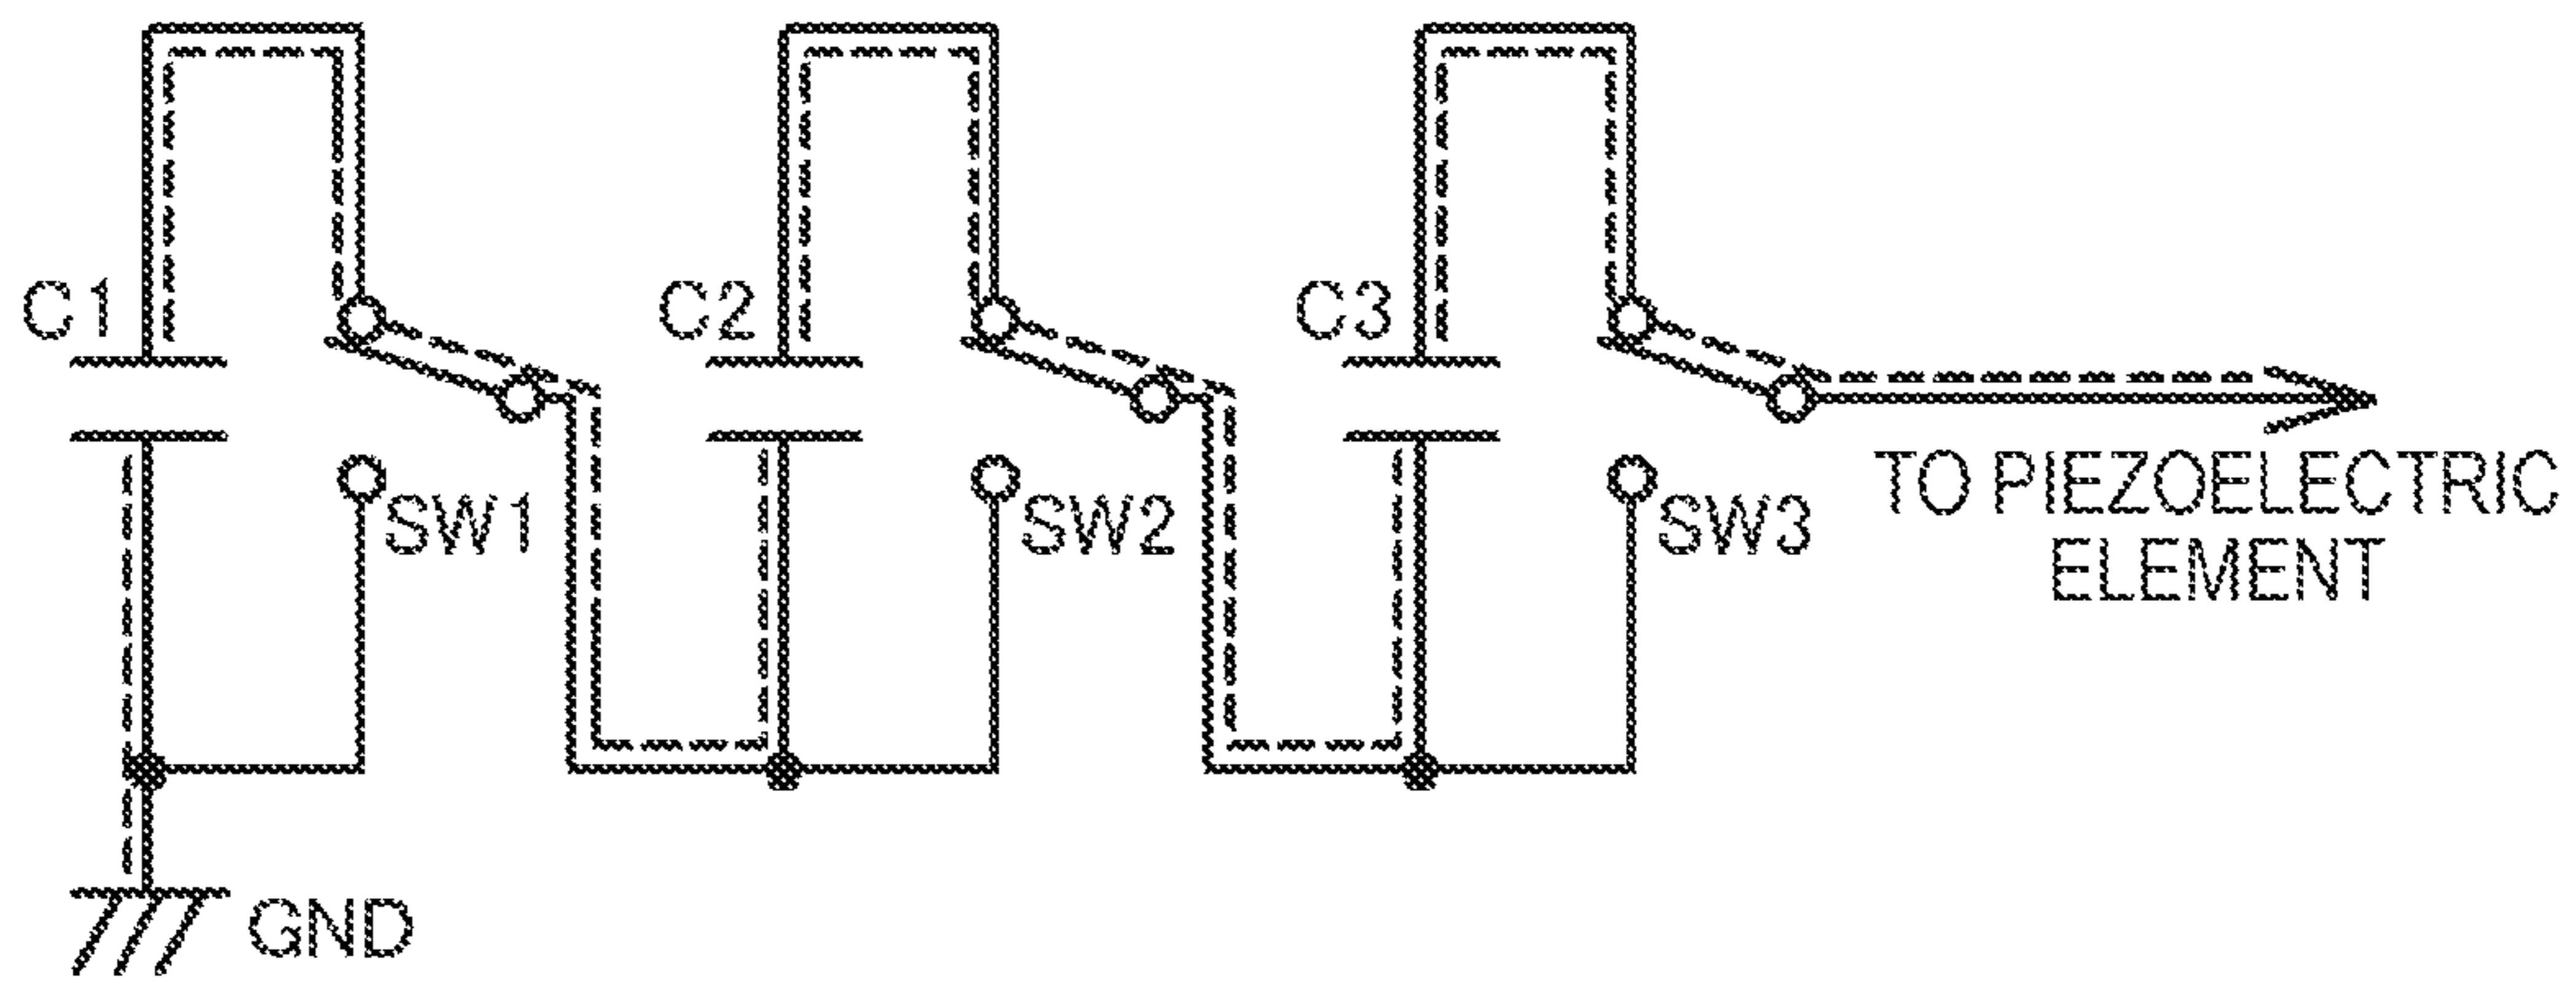 C1
C2
C3
SW1
SW2
SW3
TO PIEZOELECTRIC
ELEMENT
GND